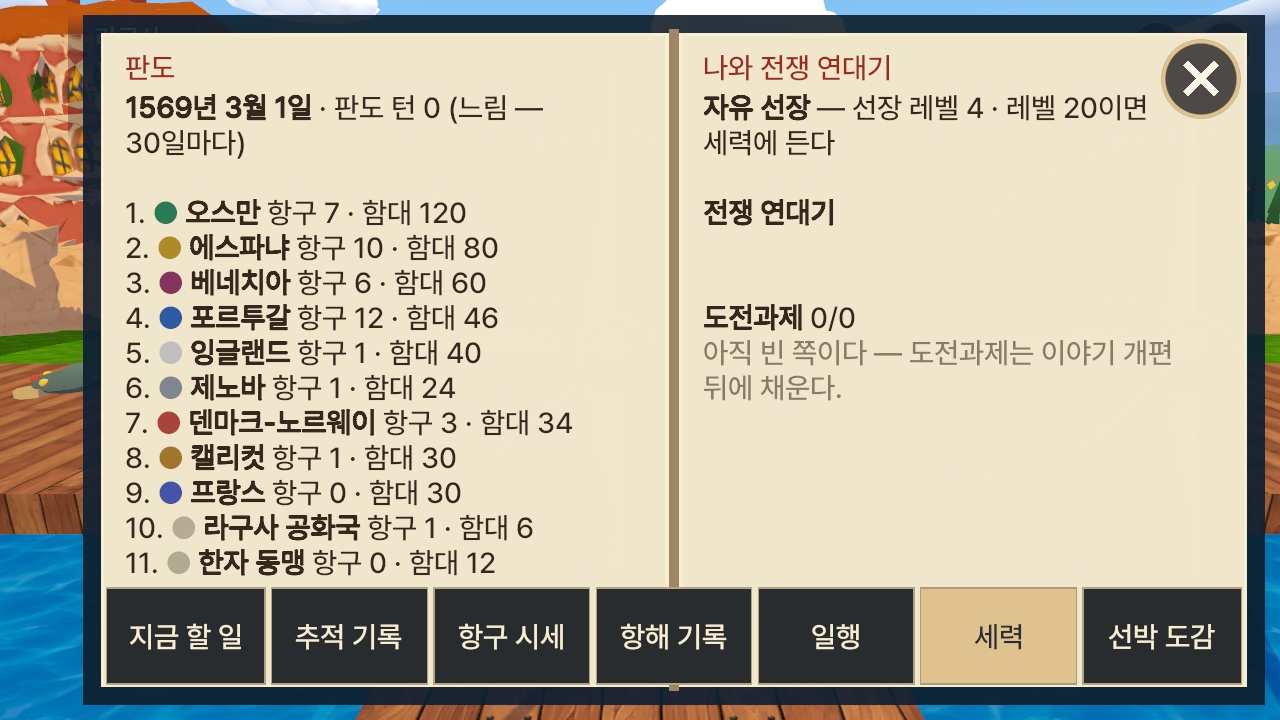 판도
1569년 3월 1일 · 판도 턴 0 (느림 —
30일마다)
1. 오스만 항구 7 · 함대 120
2. 에스파냐 항구 10 · 함대 80
3. 베네치아 항구 6 · 함대 60
4. 포르투갈 항구 12 · 함대 46
5. 잉글랜드 항구 1 · 함대 40
6. 제노바 항구 1 · 함대 24
7. 덴마크-노르웨이 항구 3 · 함대 34
8. 캘리컷 항구 1 · 함대 30
9. 프랑스 항구 0 · 함대 30
10. 라구사 공화국 항구 1 · 함대 6
11. 한자 동맹 항구 0 · 함대 12
나와 전쟁 연대기
자유 선장 — 선장 레벨 4 · 레벨 20이면
세력에 든다
전쟁 연대기
도전과제 0/0
아직 빈 쪽이다 — 도전과제는 이야기 개편
뒤에 채운다.
지금 할 일
추적 기록
항구 시세
항해 기록
일행
세력
선박 도감